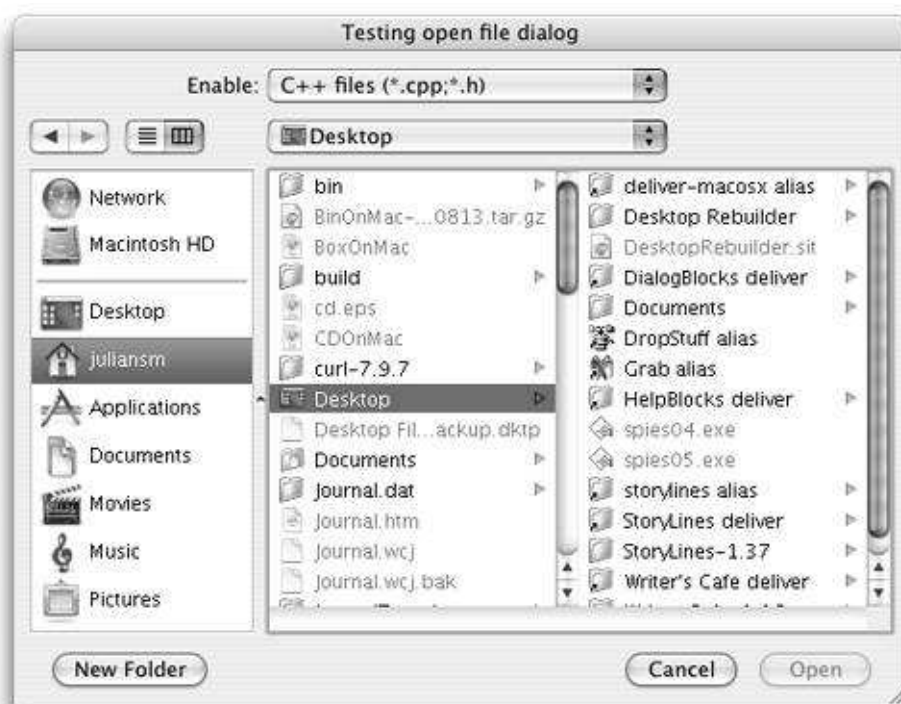 Testing open file dialog
Enable: C++ files (*.cpp;*.h)
Desktop
Network
Macintosh HD
Desktop
juliansm
Applications
Documents
Movies
Music
Pictures
bin
BinOnMac-...0813.tar.gz
BoxOnMac
build
cd.eps
CDOnMac
curl-7.9.7
Desktop
Desktop Fil...ackup.dktp
Documents
Journal.dat
Journal.htm
Journal.wcj
Journal.wcj.bak
deliver-macosx alias
Desktop Rebuilder
DesktopRebuilder.sit
DialogBlocks deliver
Documents
DropStuff alias
Grab alias
HelpBlocks deliver
spies04.exe
spies05.exe
storylines alias
StoryLines deliver
StoryLines-1.37
Writer's Cafe deliver
New Folder
Cancel
Open